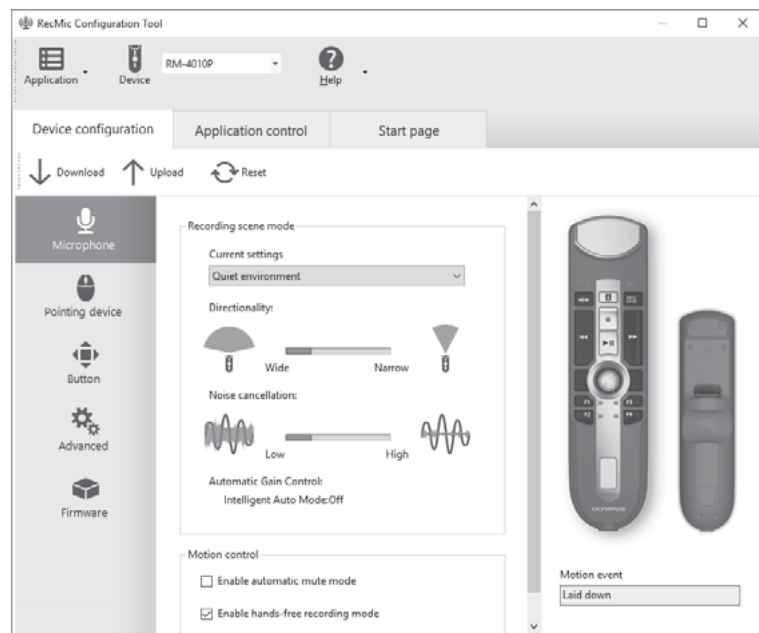 RecMic Configuration Tool
Application
Device
RM-4010P
Help
Device configuration
Application control
Start page
Download
Upload
Reset
Microphone
Pointing device
Button
Advanced
Firmware
Recording scene mode
Current settings
Quiet environment
Directionality:
Wide
Narrow
Noise cancellation:
Low
High
Automatic Gain Control:
Intelligent Auto Mode:Off
Motion control
Enable automatic mute mode
Enable hands-free recording mode
NEW
F1
F2
F3
F4
OLYMPUS
Motion event
Laid down